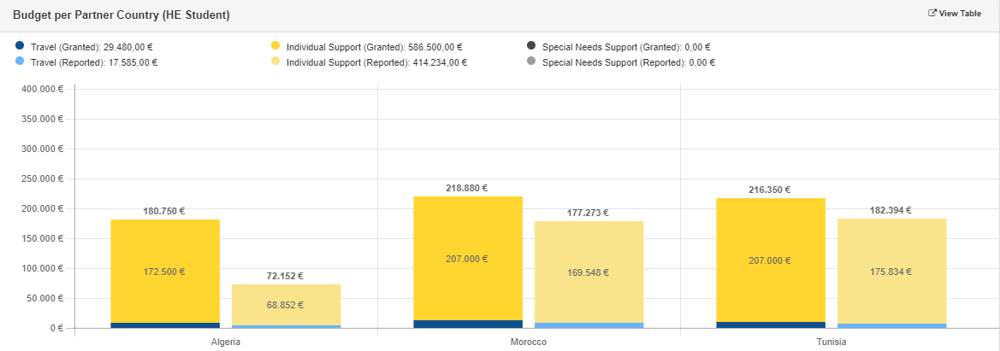 Budget per Partner Country (HE Student)
View Table
Travel (Granted): 29.480,00 €
Individual Support (Granted): 586.500,00 €
Special Needs Support (Granted): 0,00 €
Travel (Reported): 17.585,00 €
Individual Support (Reported): 414.234,00 €
Special Needs Support (Reported): 0,00 €
400.000 €
350.000 €
300.000 €
250.000 €
200.000 €
150.000 €
100.000 €
50.000 €
0 €
180.750 €
172.500 €
72.152 €
68.852 €
218.880 €
207.000 €
177.273 €
169.548 €
216.350 €
207.000 €
182.394 €
175.834 €
Algeria
Morocco
Tunisia